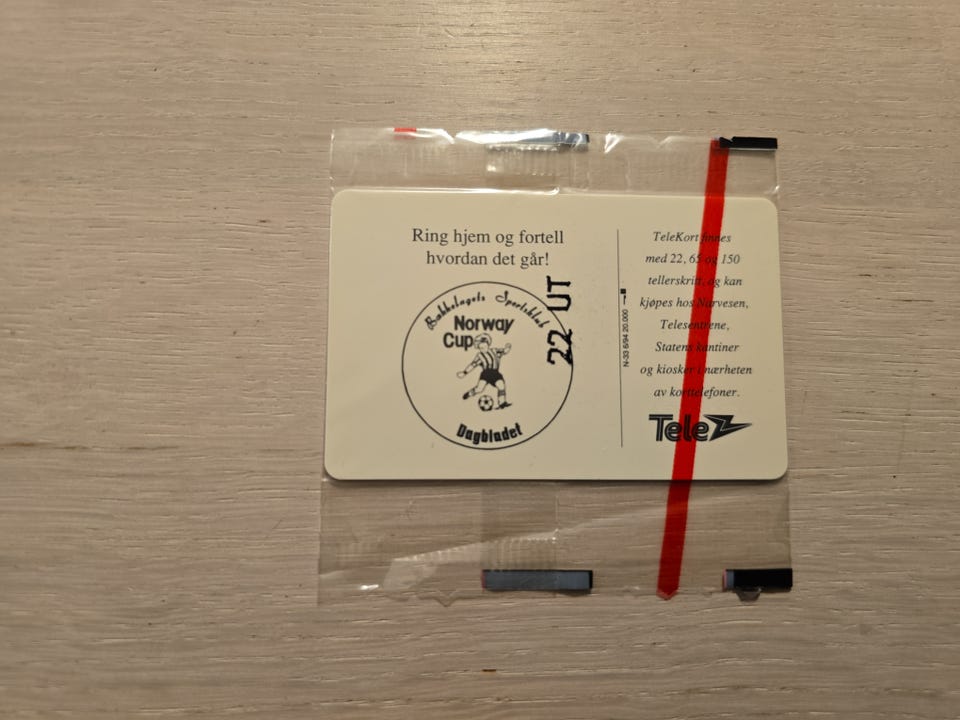 Ring hjem og fortell
hvordan det går!
Bakkelagets Sportsklub
Norway
Cup
Dagbladet
22 UT
N-33 6/94 20.000
TeleKort finnes
med 22, 65 og 150
tellerskritt, og kan
kjøpes hos Narvesen,
Telesentrene,
Statens kantiner
og kiosker i nærheten
av korttelefoner.
Tele